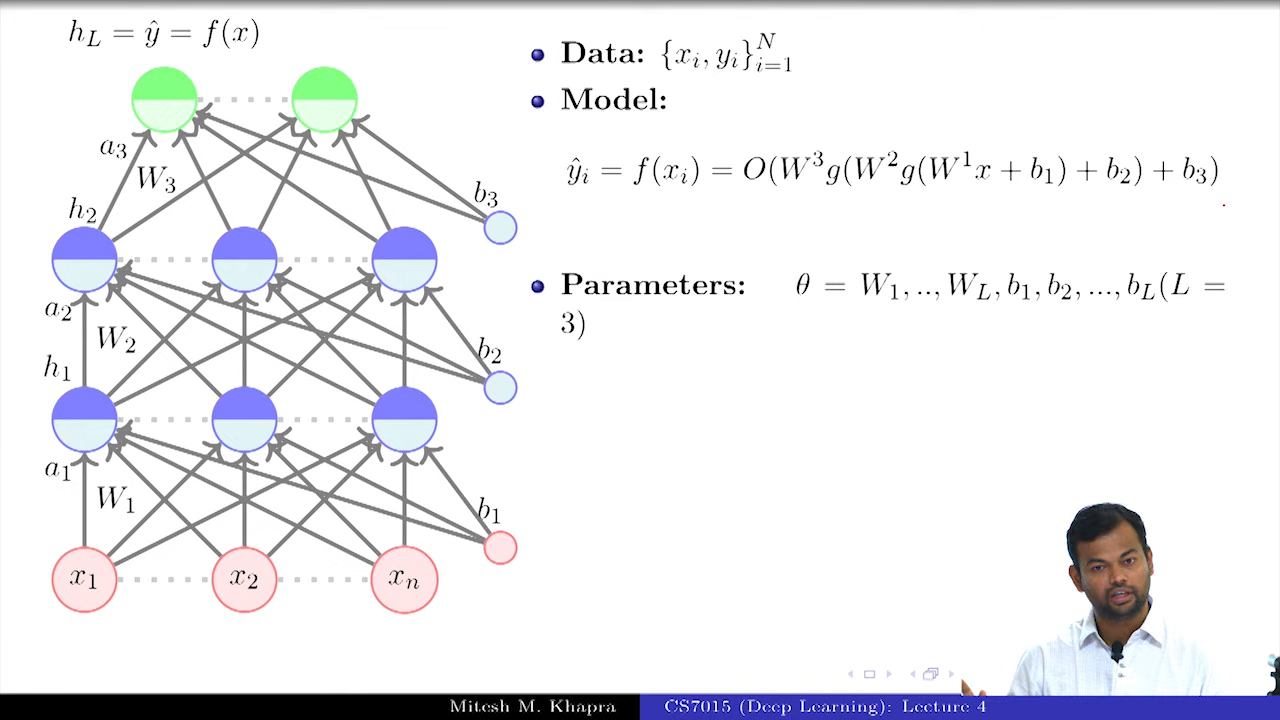 h_L = ŷ = f(x)
• Data: {x_i, y_i}_{i=1}^N
• Model:
ŷ_i = f(x_i) = O(W^3 g(W^2 g(W^1 x + b_1) + b_2) + b_3)
• Parameters: θ = W_1, .., W_L, b_1, b_2, ..., b_L(L =
3)
a_3
W_3
b_3
h_2
a_2
W_2
b_2
h_1
a_1
W_1
b_1
x_1 x_2 x_n
Mitesh M. Khapra CS7015 (Deep Learning): Lecture 4